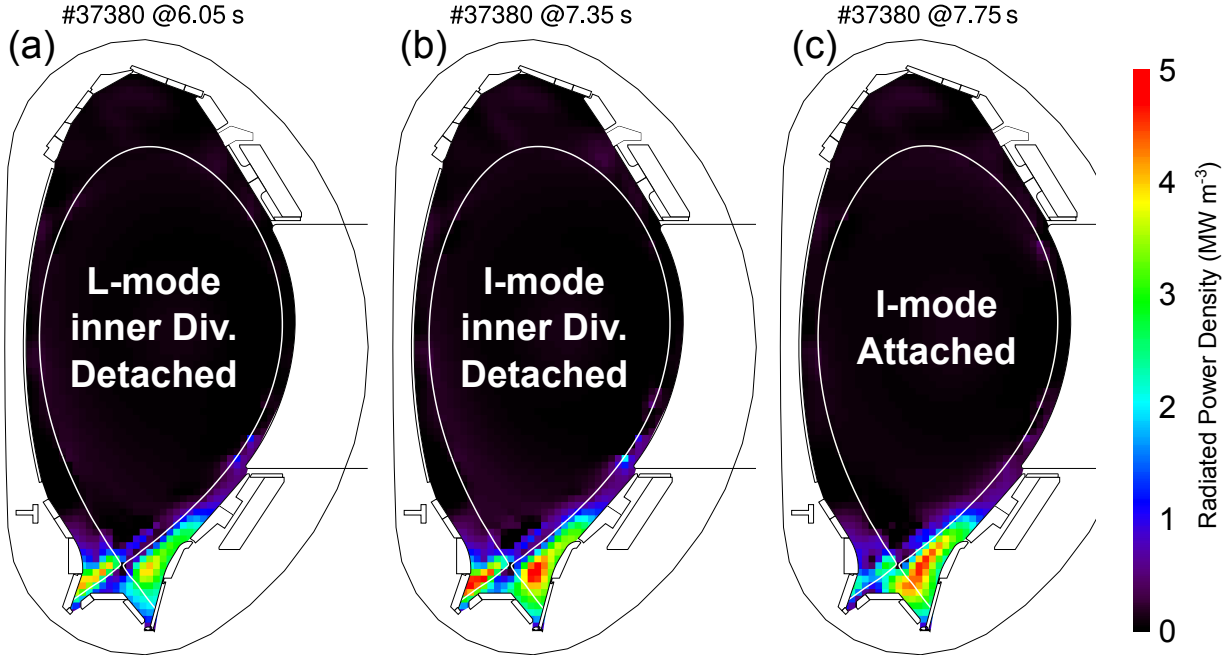 #37380 @6.05 s
#37380 @7.35 s
#37380 @7.75 s
(a)
(b)
(c)
L-mode
inner Div.
Detached
I-mode
inner Div.
Detached
I-mode
Attached
5
4
3
2
1
0
Radiated Power Density (MW m⁻³)